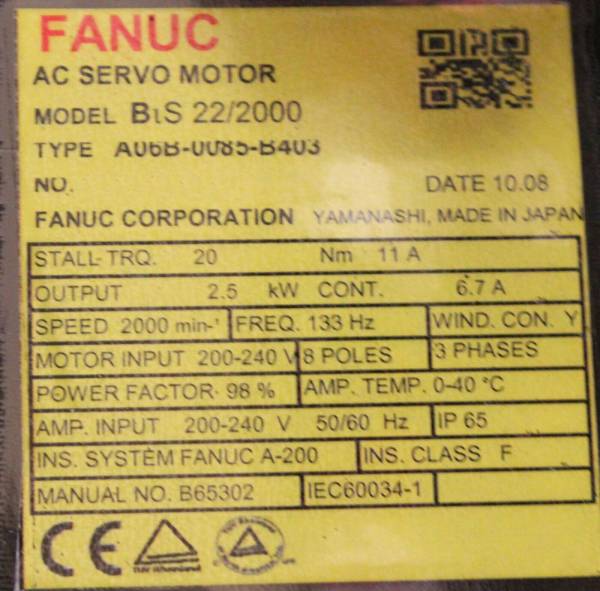 FANUC
AC SERVO MOTOR
MODEL BιS 22/2000
TYPE A06B-0085-B403
NO.
DATE 10.08
FANUC CORPORATION YAMANASHI, MADE IN JAPAN
STALL-TRQ. 20 Nm 11 A
OUTPUT 2.5 kW CONT. 6.7 A
SPEED 2000 min-¹ FREQ. 133 Hz WIND. CON. Y
MOTOR INPUT 200-240 V 8 POLES 3 PHASES
POWER FACTOR· 98 % AMP. TEMP. 0-40 °C
AMP. INPUT 200-240 V 50/60 Hz IP 65
INS. SYSTEM FANUC A-200 INS. CLASS F
MANUAL NO. B65302 IEC60034-1
CE
TÜV Rheinland